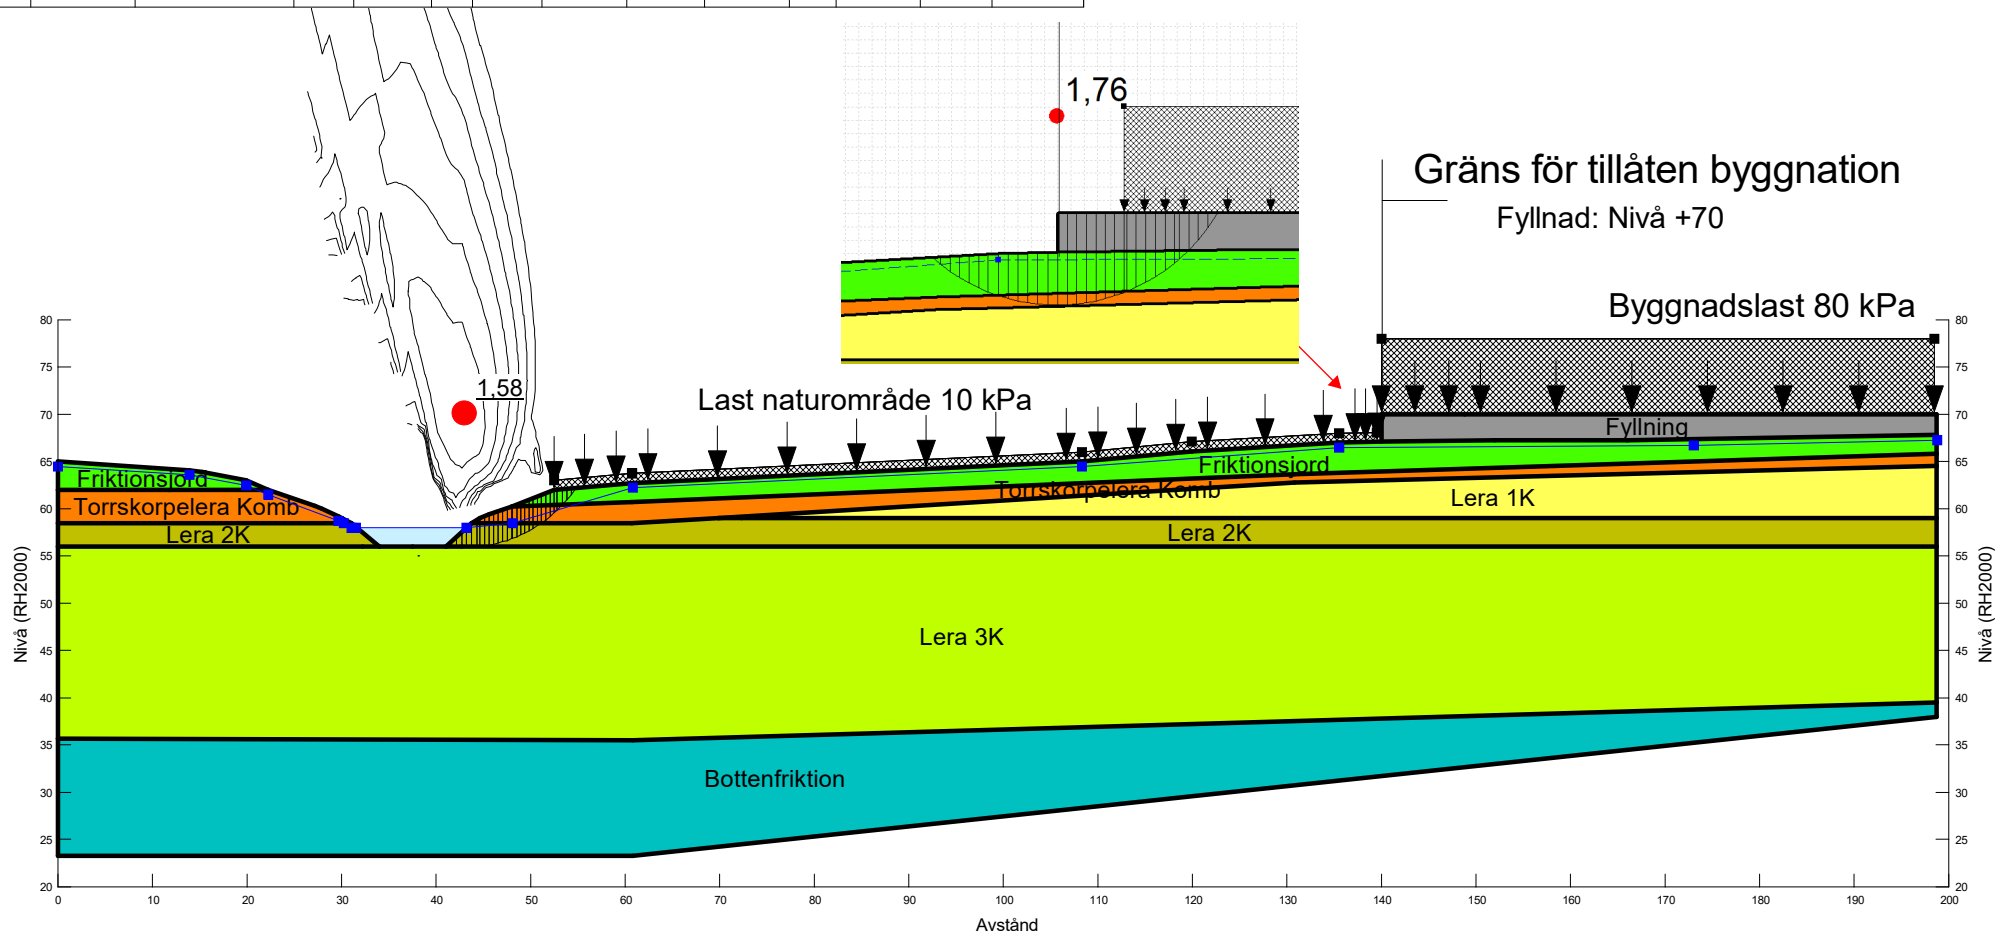 1,76
Gräns för tillåten byggnation
Fyllnad: Nivå +70
Byggnadslast 80 kPa
1,58
Last naturområde 10 kPa
80
75
70
65
60
55
50
45
40
35
30
25
20
Nivå (RH2000)
Friktionsjord
Torrskorpelera Komb
Lera 2K
Fyllning
Friktionsjord
Torrskorpelera Komb
Lera 1K
Lera 2K
Lera 3K
Bottenfriktion
80
75
70
65
60
55
50
45
40
35
30
25
20
Nivå (RH2000)
0 10 20 30 40 50 60 70 80 90 100 110 120 130 140 150 160 170 180 190 200
Avstånd